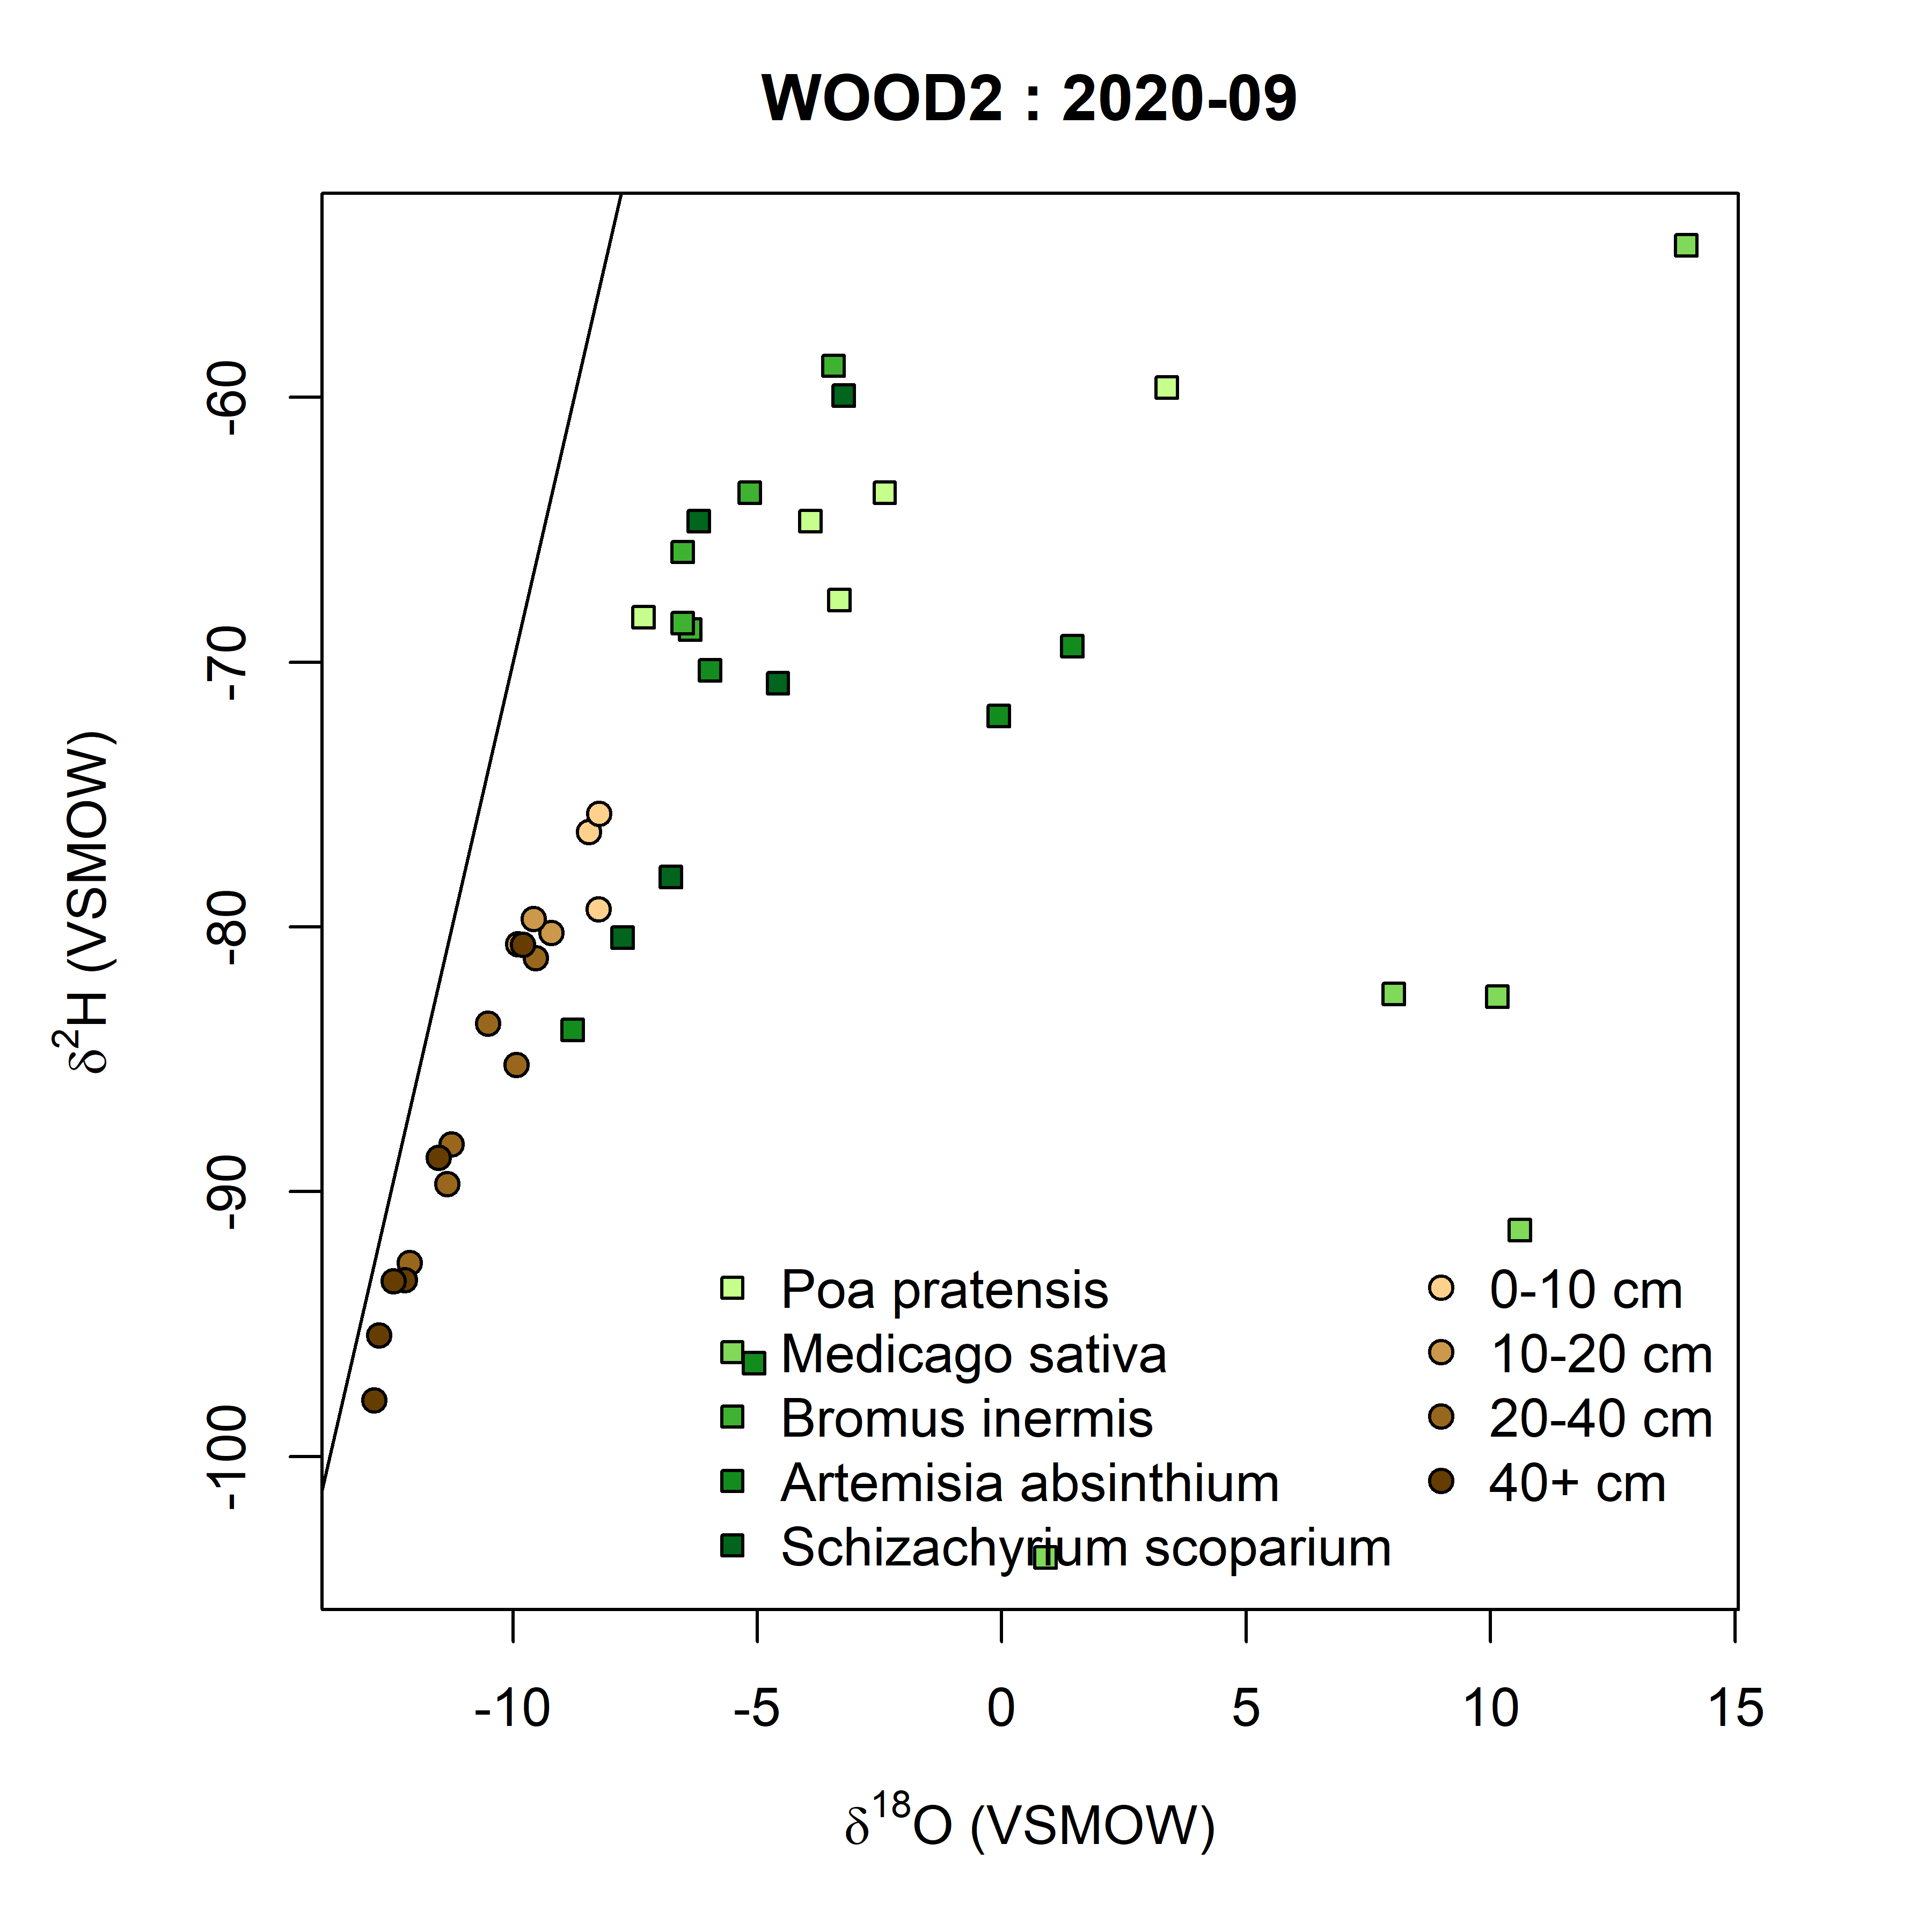 WOOD2 : 2020-09
δ²H (VSMOW)
-60
-70
-80
-90
-100
Poa pratensis
Medicago sativa
Bromus inermis
Artemisia absinthium
Schizachyrium scoparium
0-10 cm
10-20 cm
20-40 cm
40+ cm
-10 -5 0 5 10 15
δ¹⁸O (VSMOW)